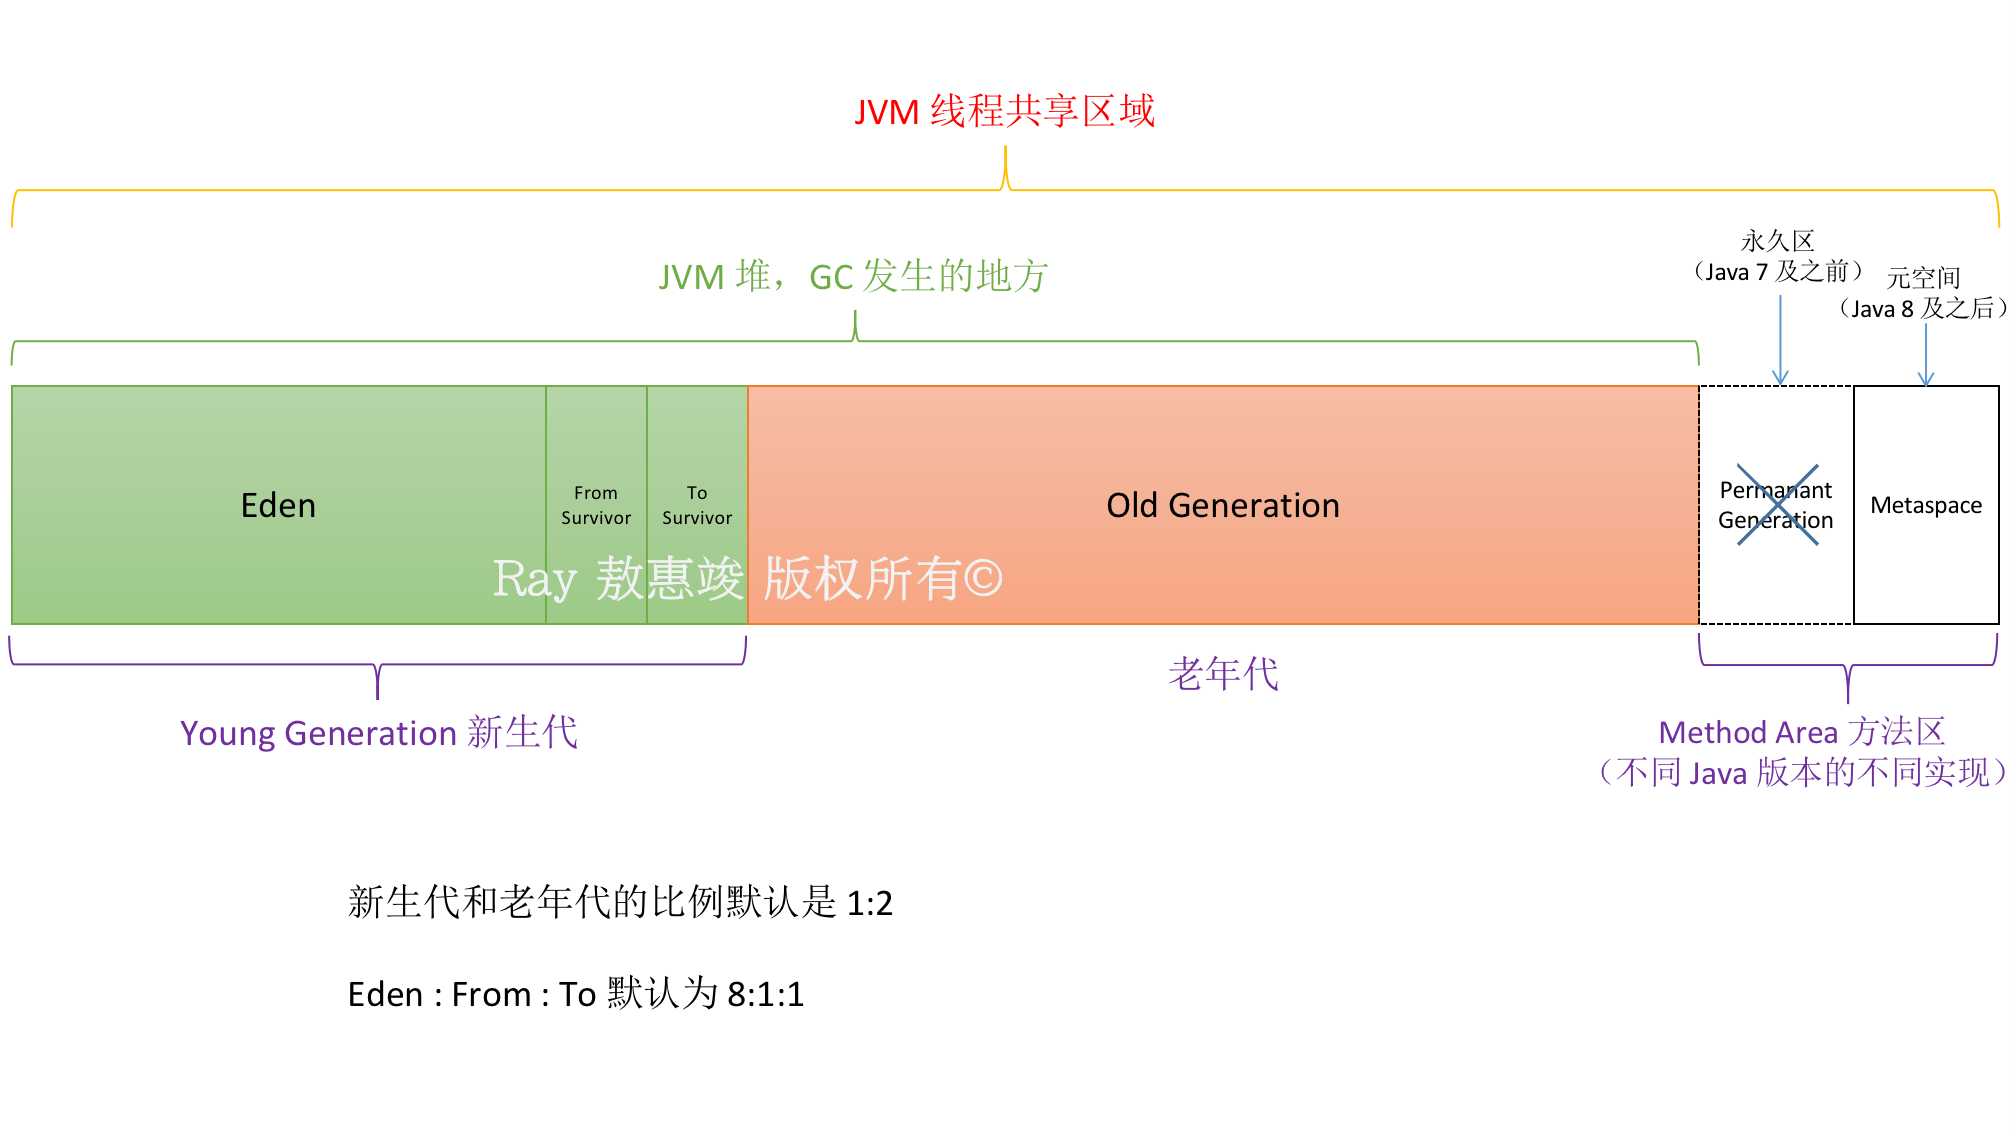 JVM 线程共享区域
永久区
（Java 7 及之前）
元空间
（Java 8 及之后）
JVM 堆，GC 发生的地方
Eden
From
Survivor
To
Survivor
Old Generation
Permanant
Generation
Metaspace
Ray 敖惠竣 版权所有©
老年代
Young Generation 新生代
Method Area 方法区
（不同 Java 版本的不同实现）
新生代和老年代的比例默认是 1:2
Eden : From : To 默认为 8:1:1